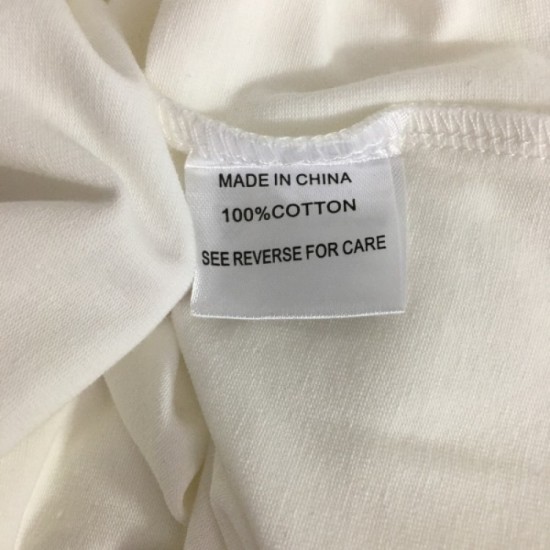 MADE IN CHINA
100%COTTON
SEE REVERSE FOR CARE